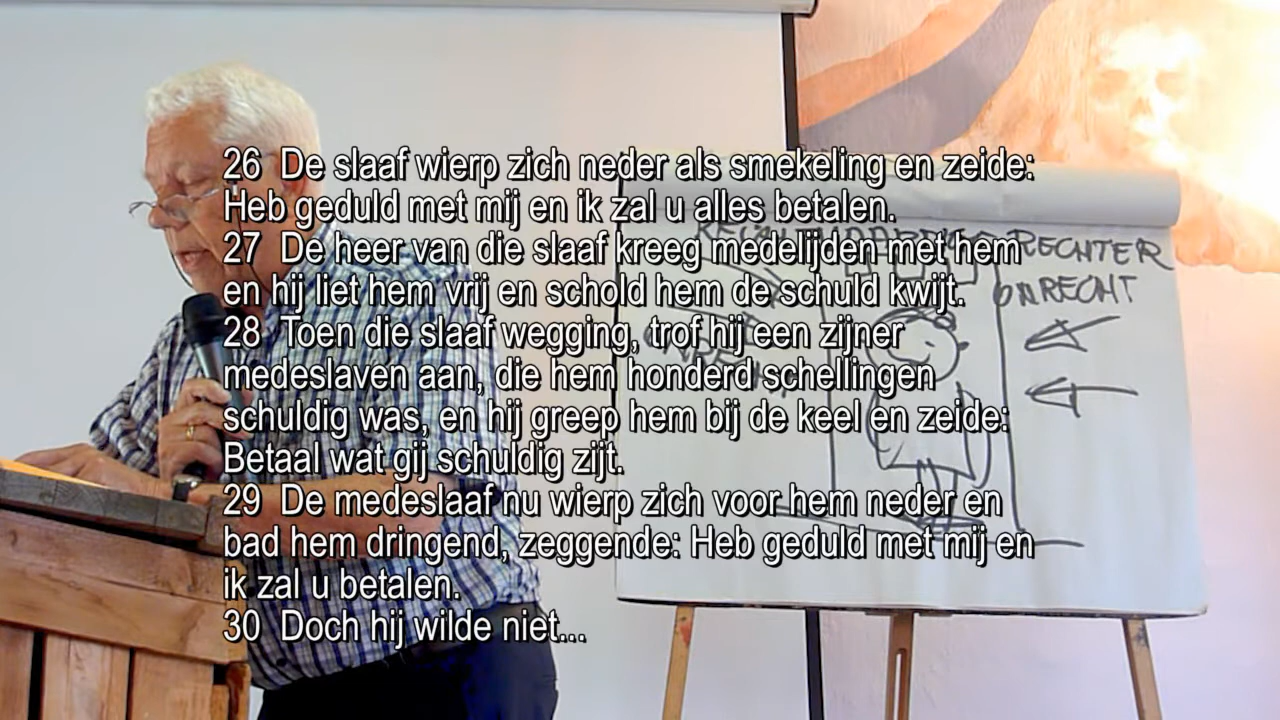 26 De slaaf wierp zich neder als smekeling en zeide:
Heb geduld met mij en ik zal u alles betalen.
27 De heer van die slaaf kreeg medelijden met hem
en hij liet hem vrij en schold hem de schuld kwijt.
28 Toen die slaaf wegging, trof hij een zijner
medeslaven aan, die hem honderd schellingen
schuldig was, en hij greep hem bij de keel en zeide:
Betaal wat gij schuldig zijt.
29 De medeslaaf nu wierp zich voor hem neder en
bad hem dringend, zeggende: Heb geduld met mij en
ik zal u betalen.
30 Doch hij wilde niet...
RECHTER
ONRECHT